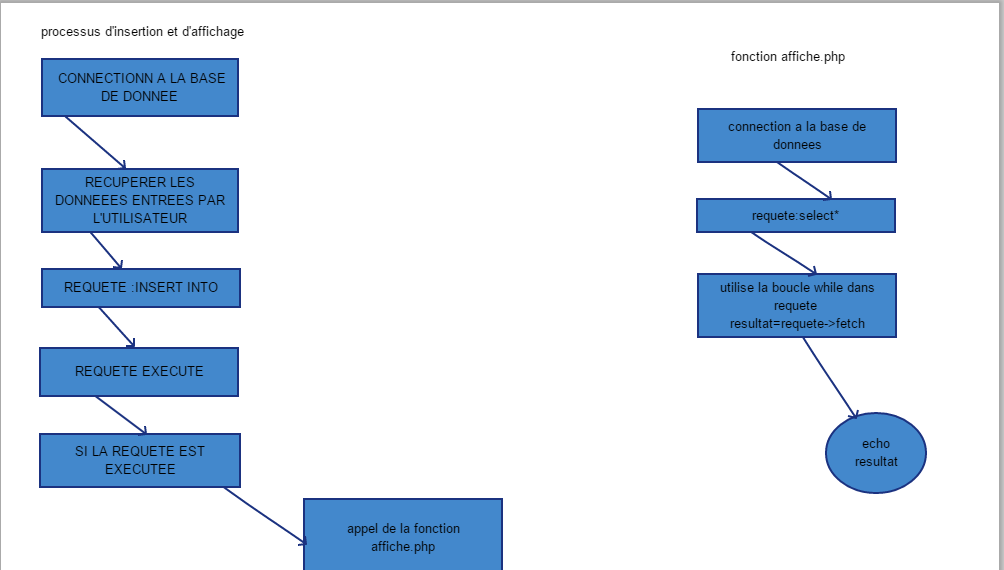 processus d'insertion et d'affichage
CONNECTIONN A LA BASE
DE DONNEE
RECUPERER LES
DONNEEES ENTREES PAR
L'UTILISATEUR
REQUETE :INSERT INTO
REQUETE EXECUTE
SI LA REQUETE EST
EXECUTEE
appel de la fonction
affiche.php
fonction affiche.php
connection a la base de
donnees
requete:select*
utilise la boucle while dans
requete
resultat=requete->fetch
echo
resultat